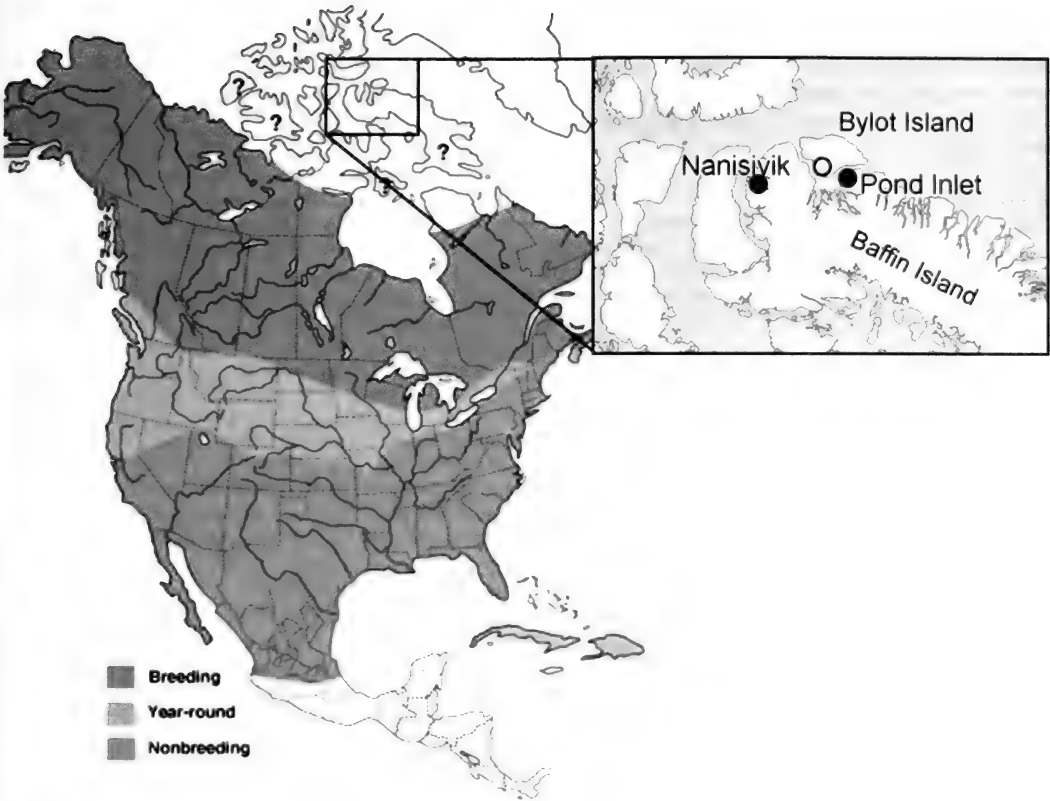 ?
?
?
?
Bylot Island
Nanisivik
Pond Inlet
Baffin Island
Breeding
Year-round
Nonbreeding